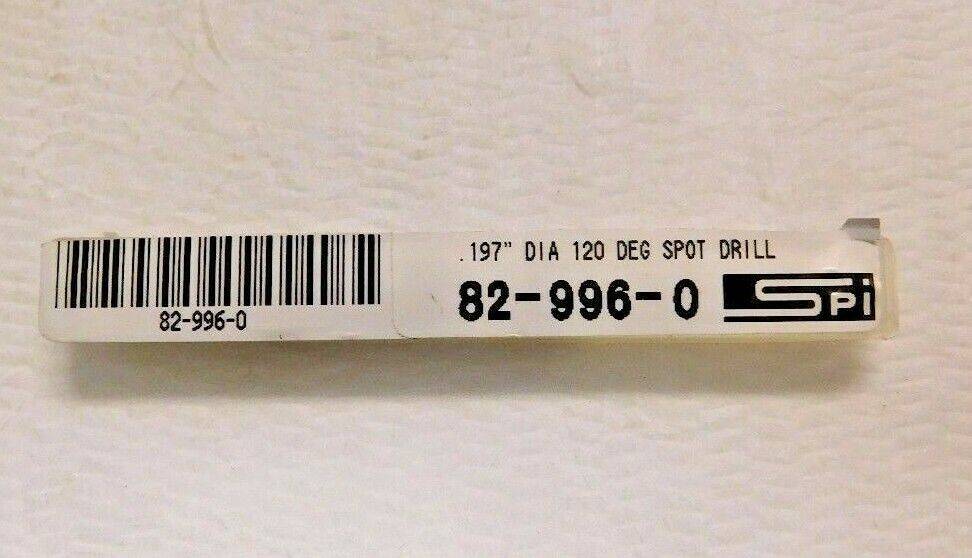 .197" DIA 120 DEG SPOT DRILL
82-996-0 SPi
82-996-0